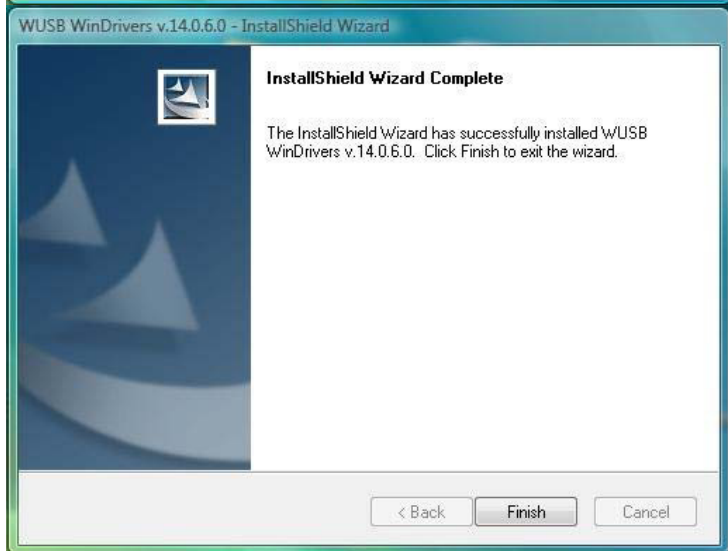 WUSB WinDrivers v.14.0.6.0 - InstallShield Wizard
InstallShield Wizard Complete
The InstallShield Wizard has successfully installed WUSB
WinDrivers v.14.0.6.0. Click Finish to exit the wizard.
< Back Finish Cancel